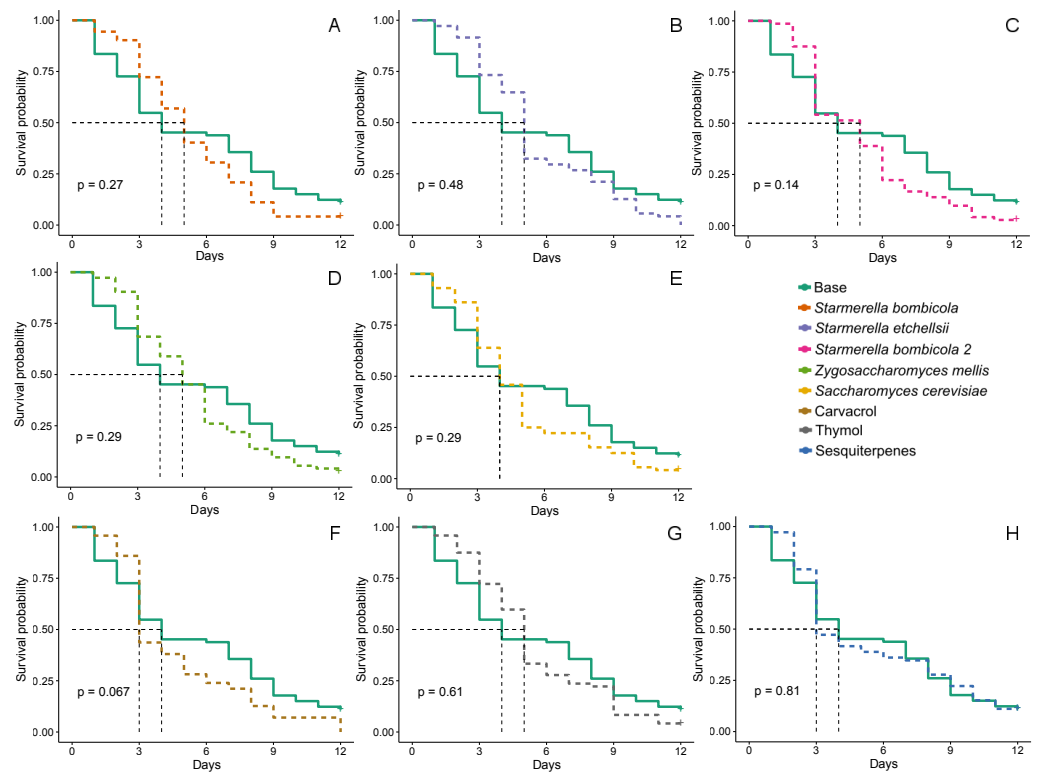 A
Survival probability
1.00
0.75
0.50
0.25
0.00
p = 0.27
0 3 6 9 12
Days
B
Survival probability
1.00
0.75
0.50
0.25
0.00
p = 0.48
0 3 6 9 12
Days
C
Survival probability
1.00
0.75
0.50
0.25
0.00
p = 0.14
0 3 6 9 12
Days
D
Survival probability
1.00
0.75
0.50
0.25
0.00
p = 0.29
0 3 6 9 12
Days
E
Survival probability
1.00
0.75
0.50
0.25
0.00
p = 0.29
0 3 6 9 12
Days
Base
Starmerella bombicola
Starmerella etchellsii
Starmerella bombicola 2
Zygosaccharomyces mellis
Saccharomyces cerevisiae
Carvacrol
Thymol
Sesquiterpenes
F
Survival probability
1.00
0.75
0.50
0.25
0.00
p = 0.067
0 3 6 9 12
Days
G
Survival probability
1.00
0.75
0.50
0.25
0.00
p = 0.61
0 3 6 9 12
Days
H
Survival probability
1.00
0.75
0.50
0.25
0.00
p = 0.81
0 3 6 9 12
Days